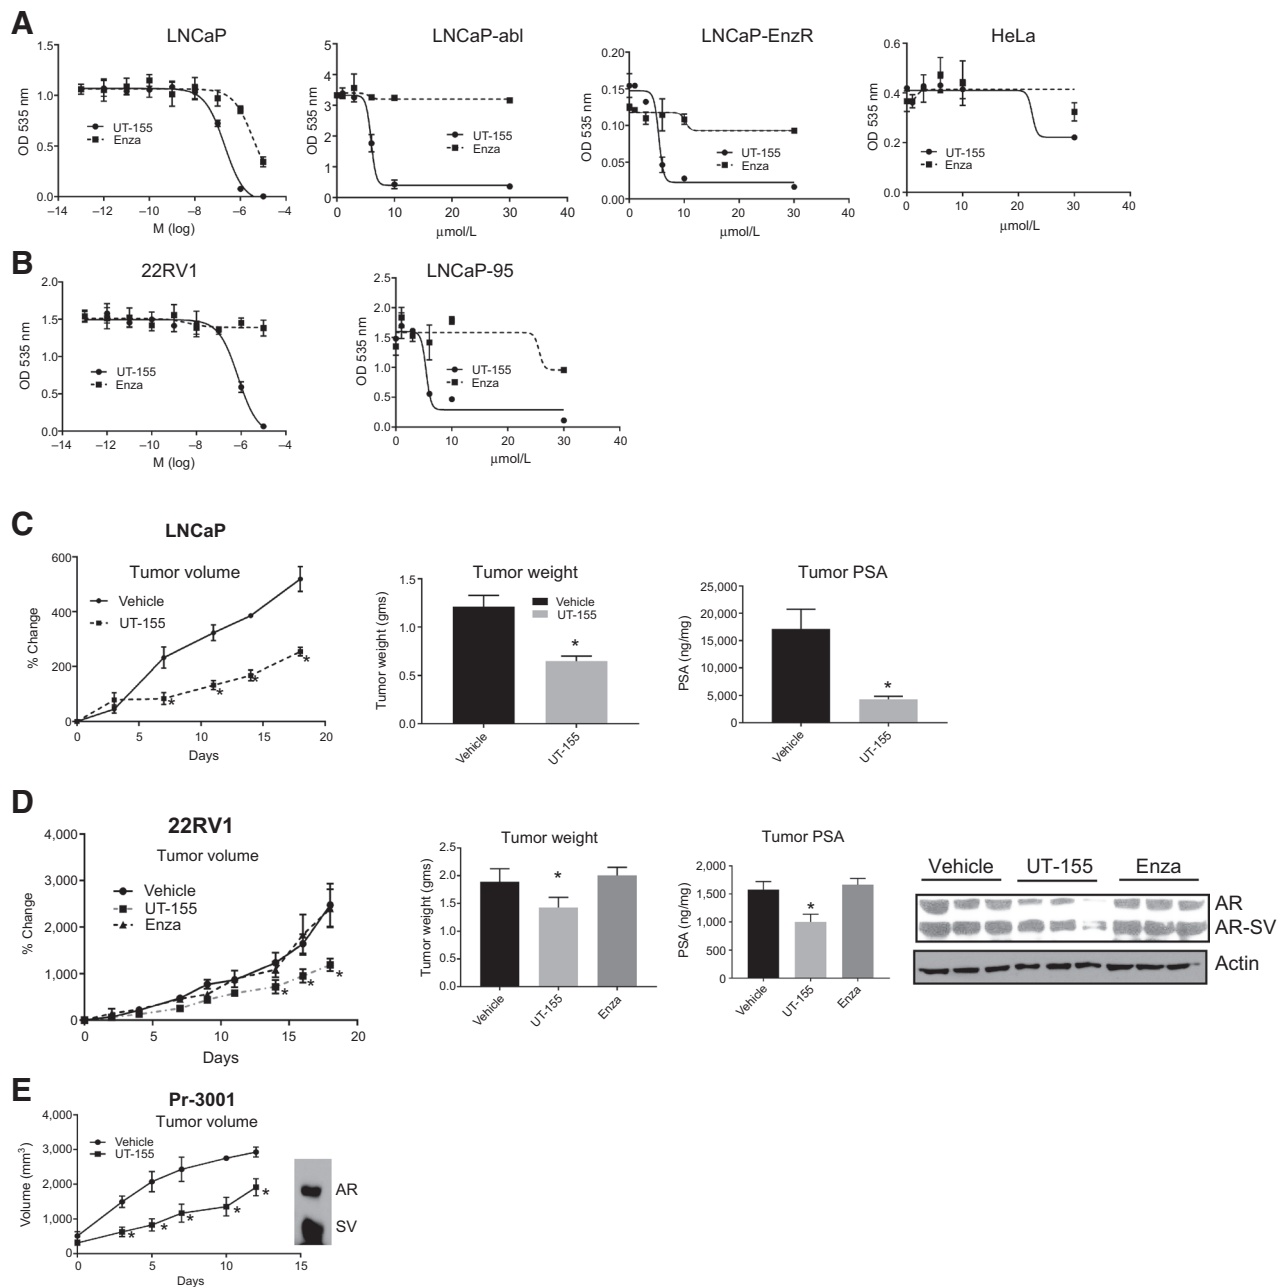 A
LNCaP
OD 535 nm
1.5
1.0
0.5
0.0
UT-155
Enza
–14 –12 –10 –8 –6 –4
M (log)
LNCaP-abl
OD 535 nm
5
4
3
2
1
0
UT-155
Enza
0 10 20 30 40
μmol/L
LNCaP-EnzR
OD 535 nm
0.20
0.15
0.10
0.05
0.00
UT-155
Enza
0 10 20 30 40
μmol/L
HeLa
OD 535 nm
0.6
0.4
0.2
0.0
UT-155
Enza
0 10 20 30 40
μmol/L
B
22RV1
OD 535 nm
2.0
1.5
1.0
0.5
0.0
UT-155
Enza
–14 –12 –10 –8 –6 –4
M (log)
LNCaP-95
OD 535 nm
2.5
2.0
1.5
1.0
0.5
0.0
UT-155
Enza
0 10 20 30 40
μmol/L
C
LNCaP
Tumor volume
% Change
600
400
200
0
Vehicle
UT-155
* * * *
0 5 10 15 20
Days
Tumor weight
Tumor weight (gms)
1.5
1.0
0.5
0.0
Vehicle
UT-155
*
Vehicle UT-155
Tumor PSA
PSA (ng/mg)
25,000
20,000
15,000
10,000
5,000
0
*
Vehicle UT-155
D
22RV1
Tumor volume
% Change
4,000
3,000
2,000
1,000
0
Vehicle
UT-155
Enza
* * *
0 5 10 15 20
Days
Tumor weight
Tumor weight (gms)
2.5
2.0
1.5
1.0
0.5
0.0
*
Vehicle UT-155 Enza
Tumor PSA
PSA (ng/mg)
2,000
1,500
1,000
500
0
*
Vehicle UT-155 Enza
Vehicle UT-155 Enza
AR
AR-SV
Actin
E
Pr-3001
Tumor volume
Volume (mm³)
4,000
3,000
2,000
1,000
0
Vehicle
UT-155
* * * * *
0 5 10 15
Days
AR
SV